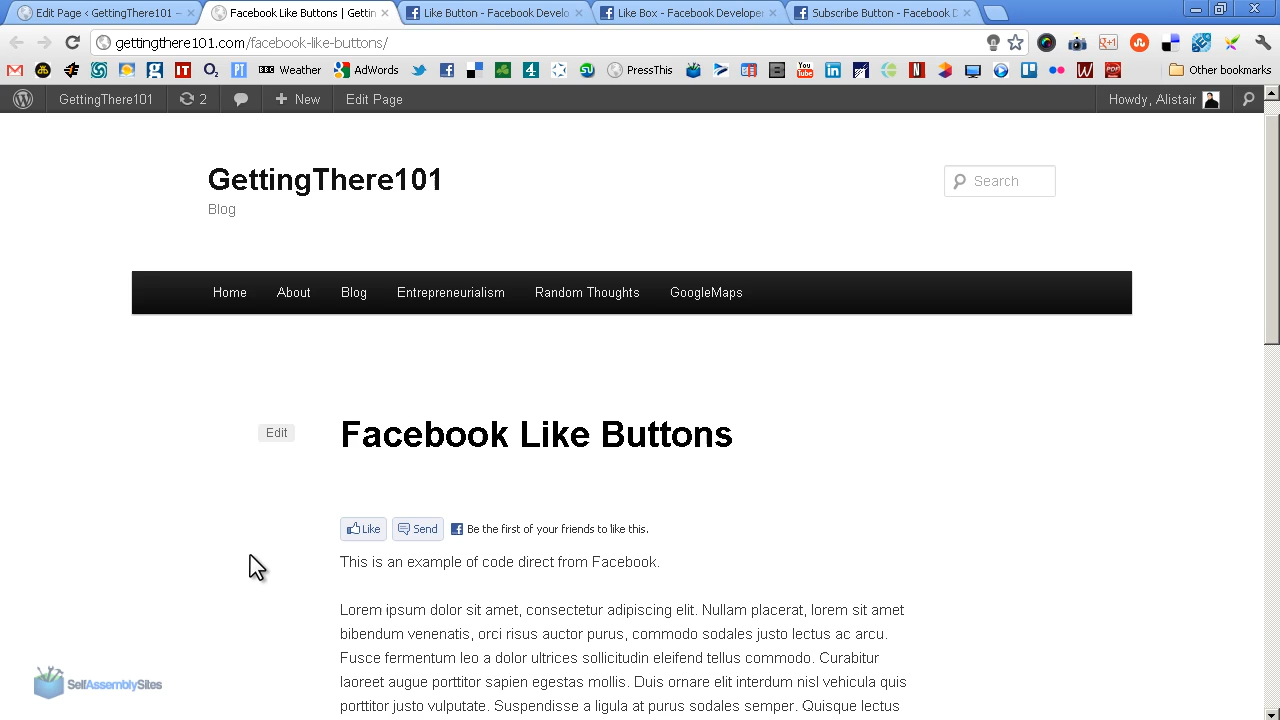 Edit Page ‹ GettingThere101 —
Facebook Like Buttons | Gettin
Like Button - Facebook Develo
Like Box - Facebook Developer
Subscribe Button - Facebook D
gettingthere101.com/facebook-like-buttons/
BBC Weather
AdWords
PressThis
Other bookmarks
GettingThere101
2
New
Edit Page
Howdy, Alistair
GettingThere101
Blog
Search
Home
About
Blog
Entrepreneurialism
Random Thoughts
GoogleMaps
Edit
Facebook Like Buttons
Like
Send
Be the first of your friends to like this.
This is an example of code direct from Facebook.
Lorem ipsum dolor sit amet, consectetur adipiscing elit. Nullam placerat, lorem sit amet
bibendum venenatis, orci risus auctor purus, commodo sodales justo lectus ac arcu.
Fusce fermentum leo a dolor ultrices sollicitudin eleifend tellus commodo. Curabitur
laoreet augue porttitor sapien egestas mollis. Duis ornare elit in eros vehicula quis
porttitor justo vulputate. Suspendisse a ligula at purus sodales semper. Quisque lectus
SelfAssemblySites